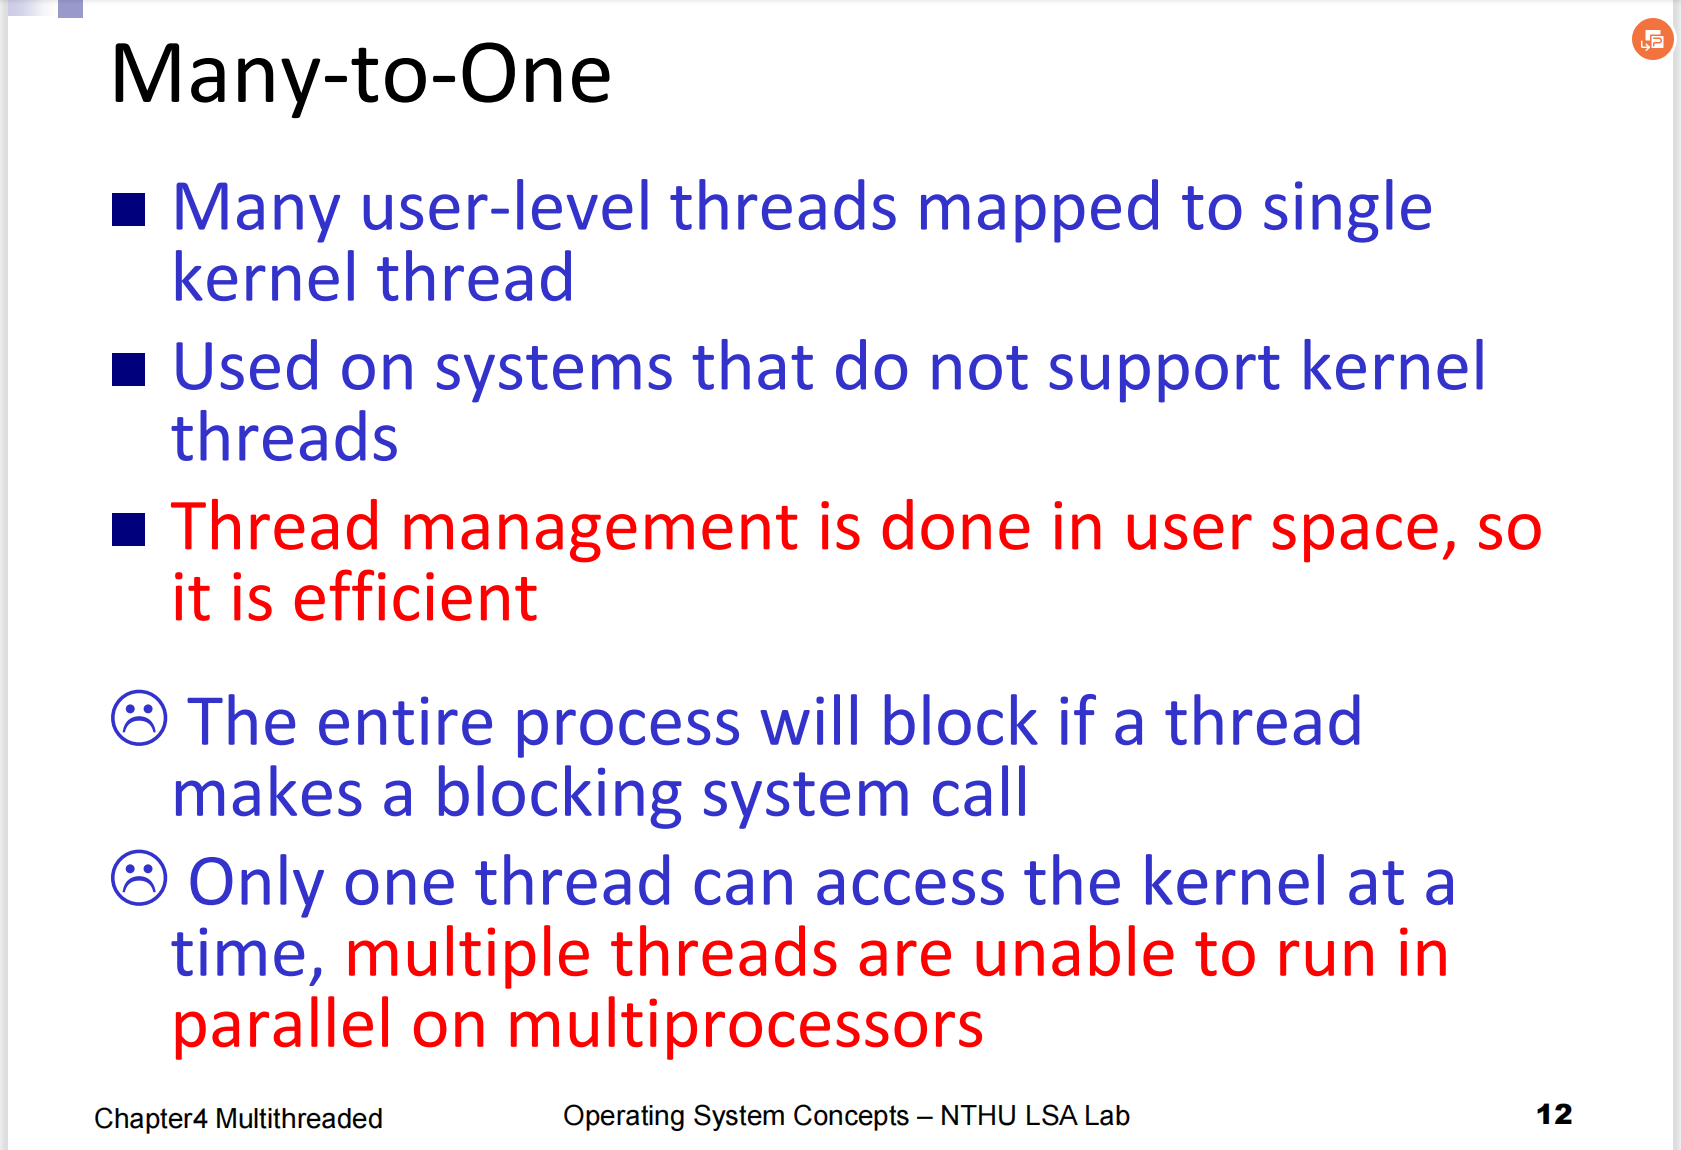 Many-to-One
Many user-level threads mapped to single
kernel thread
Used on systems that do not support kernel
threads
Thread management is done in user space, so
it is efficient
The entire process will block if a thread
makes a blocking system call
Only one thread can access the kernel at a
time, multiple threads are unable to run in
parallel on multiprocessors
Chapter4 Multithreaded
Operating System Concepts – NTHU LSA Lab
12